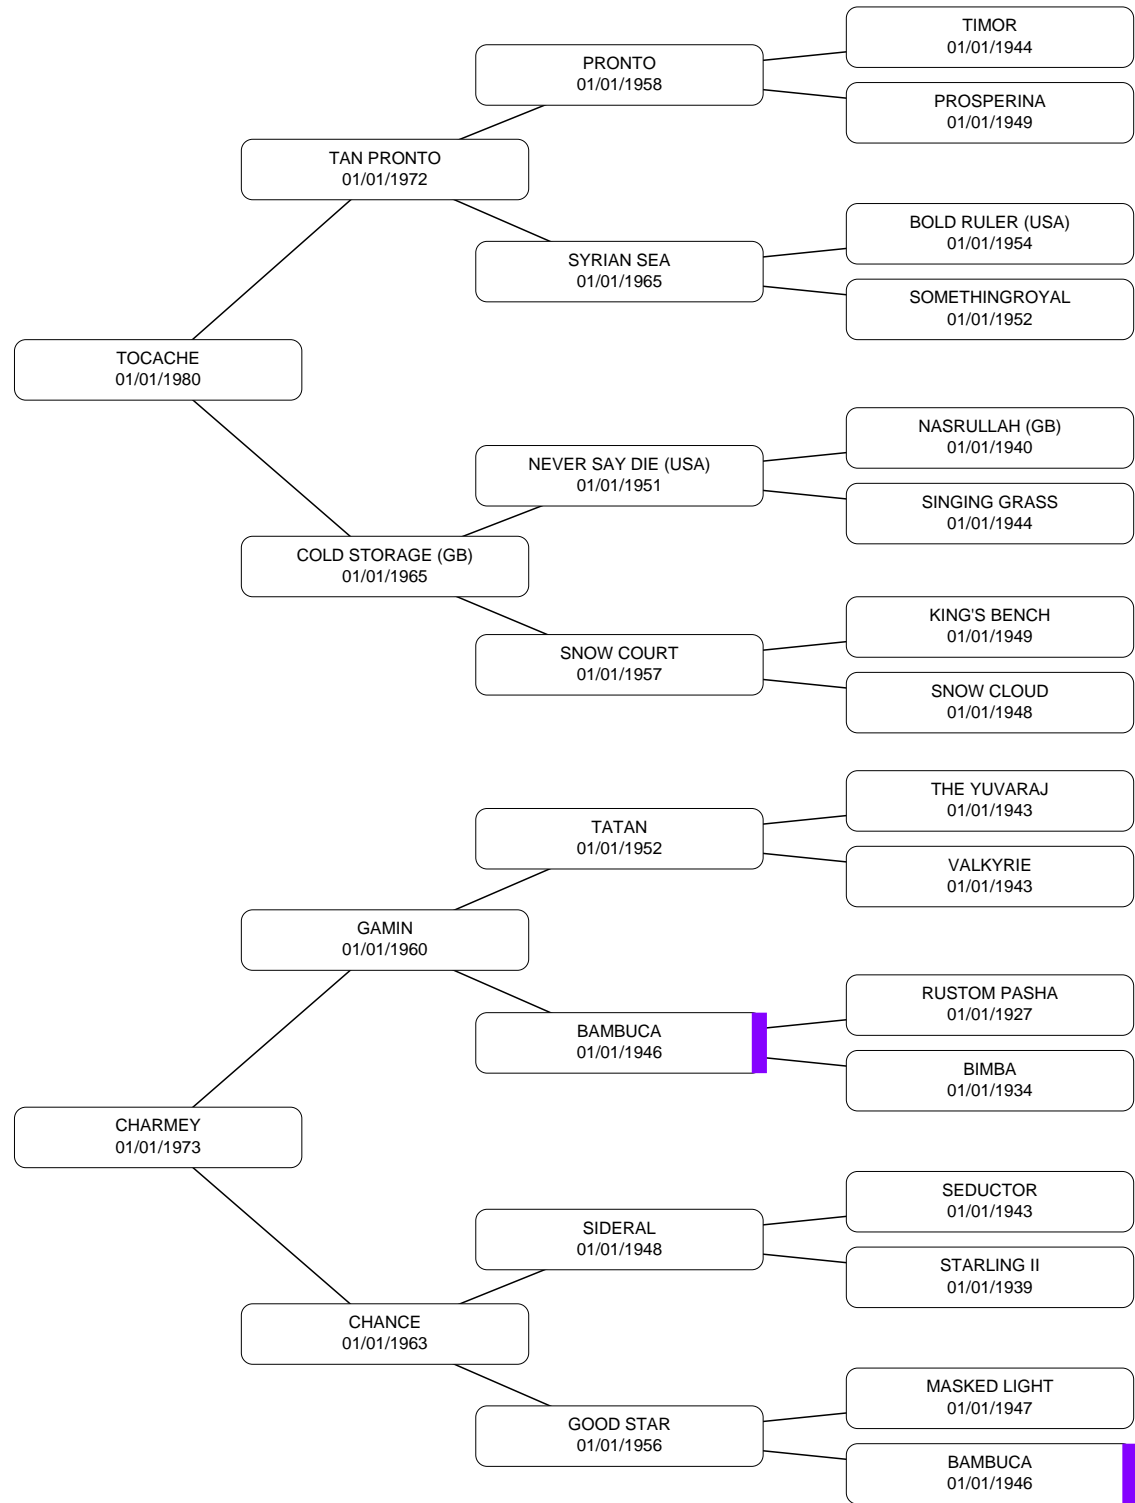 TIMOR
01/01/1944
PRONTO
01/01/1958
PROSPERINA
01/01/1949
TAN PRONTO
01/01/1972
BOLD RULER (USA)
01/01/1954
SYRIAN SEA
01/01/1965
SOMETHINGROYAL
01/01/1952
TOCACHE
01/01/1980
NASRULLAH (GB)
01/01/1940
NEVER SAY DIE (USA)
01/01/1951
SINGING GRASS
01/01/1944
COLD STORAGE (GB)
01/01/1965
KING'S BENCH
01/01/1949
SNOW COURT
01/01/1957
SNOW CLOUD
01/01/1948
THE YUVARAJ
01/01/1943
TATAN
01/01/1952
VALKYRIE
01/01/1943
GAMIN
01/01/1960
RUSTOM PASHA
01/01/1927
BAMBUCA
01/01/1946
BIMBA
01/01/1934
CHARMEY
01/01/1973
SEDUCTOR
01/01/1943
SIDERAL
01/01/1948
STARLING II
01/01/1939
CHANCE
01/01/1963
MASKED LIGHT
01/01/1947
GOOD STAR
01/01/1956
BAMBUCA
01/01/1946